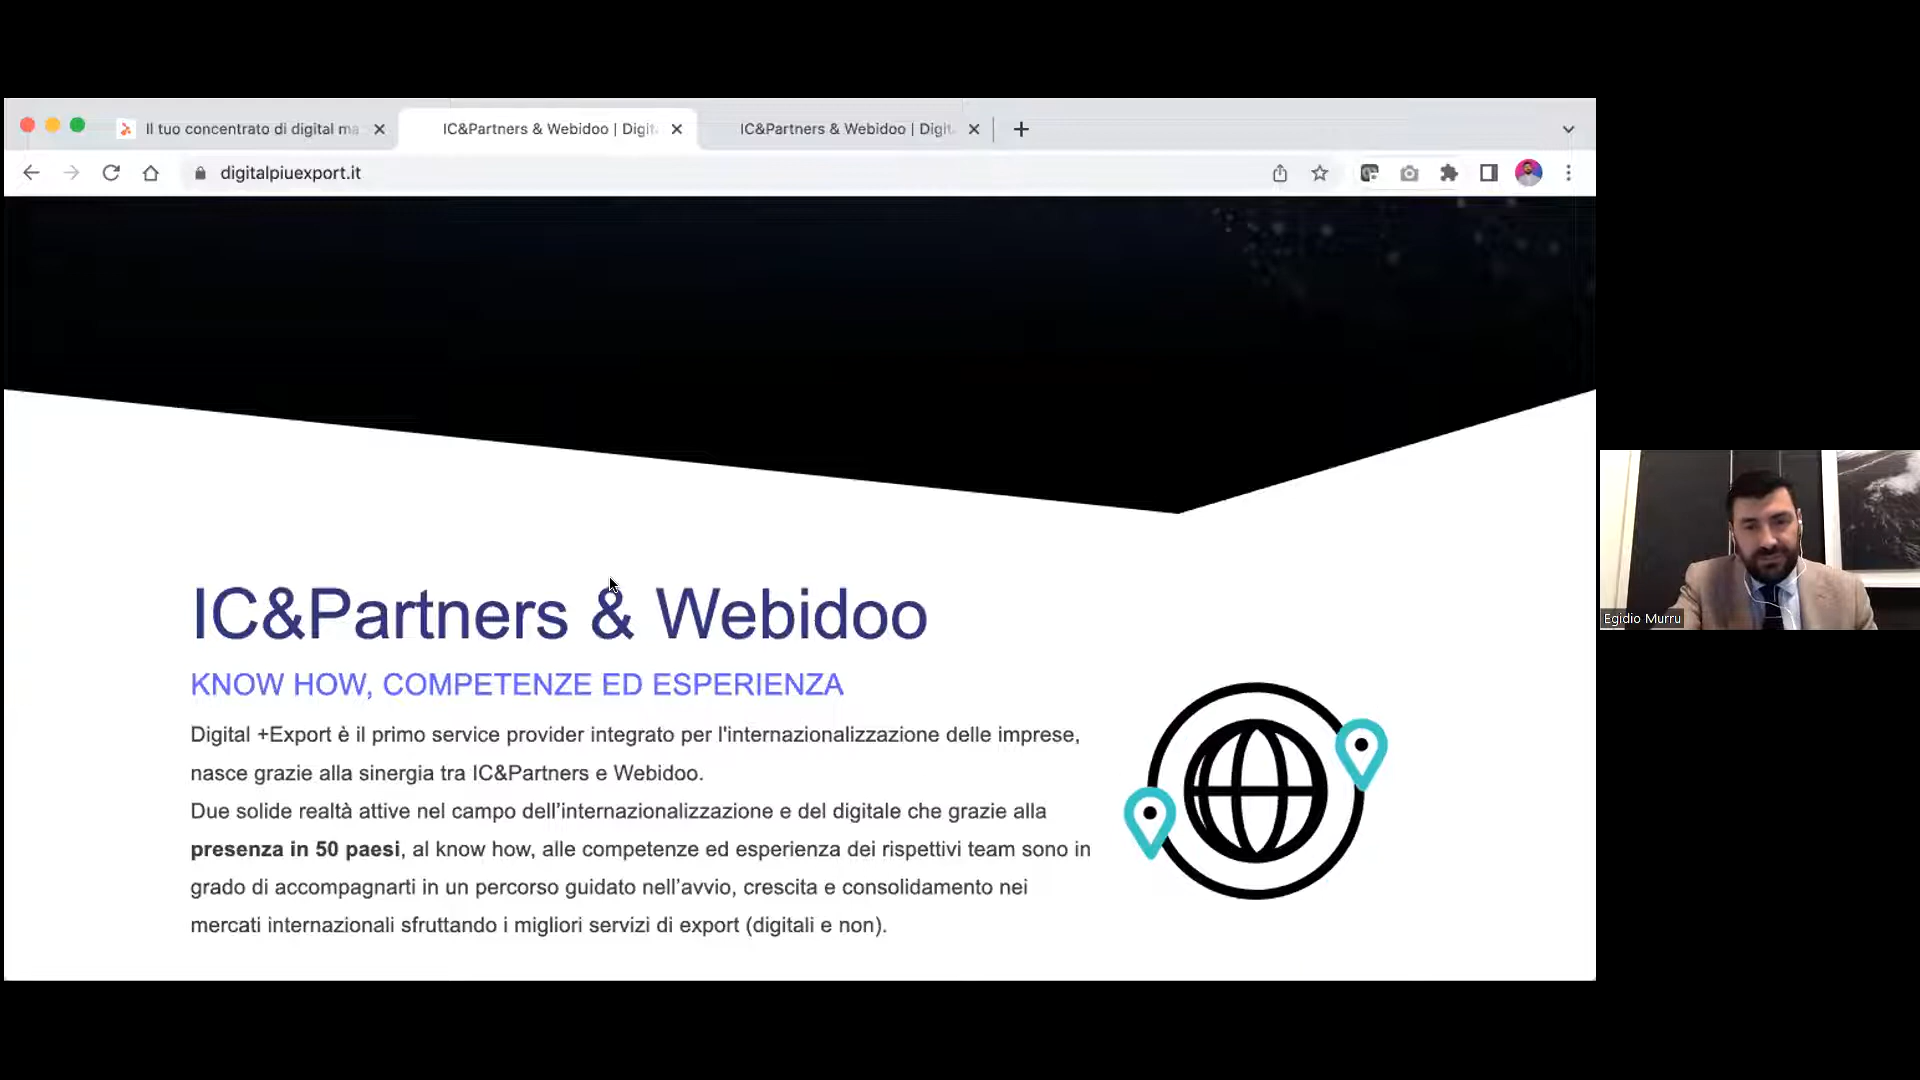 Il tuo concentrato di digital ma
IC&Partners & Webidoo | Digit
IC&Partners & Webidoo | Digit
digitalpiuexport.it
IC&Partners & Webidoo
KNOW HOW, COMPETENZE ED ESPERIENZA
Digital +Export è il primo service provider integrato per l'internazionalizzazione delle imprese,
nasce grazie alla sinergia tra IC&Partners e Webidoo.
Due solide realtà attive nel campo dell’internazionalizzazione e del digitale che grazie alla
presenza in 50 paesi, al know how, alle competenze ed esperienza dei rispettivi team sono in
grado di accompagnarti in un percorso guidato nell’avvio, crescita e consolidamento nei
mercati internazionali sfruttando i migliori servizi di export (digitali e non).
Egidio Murru